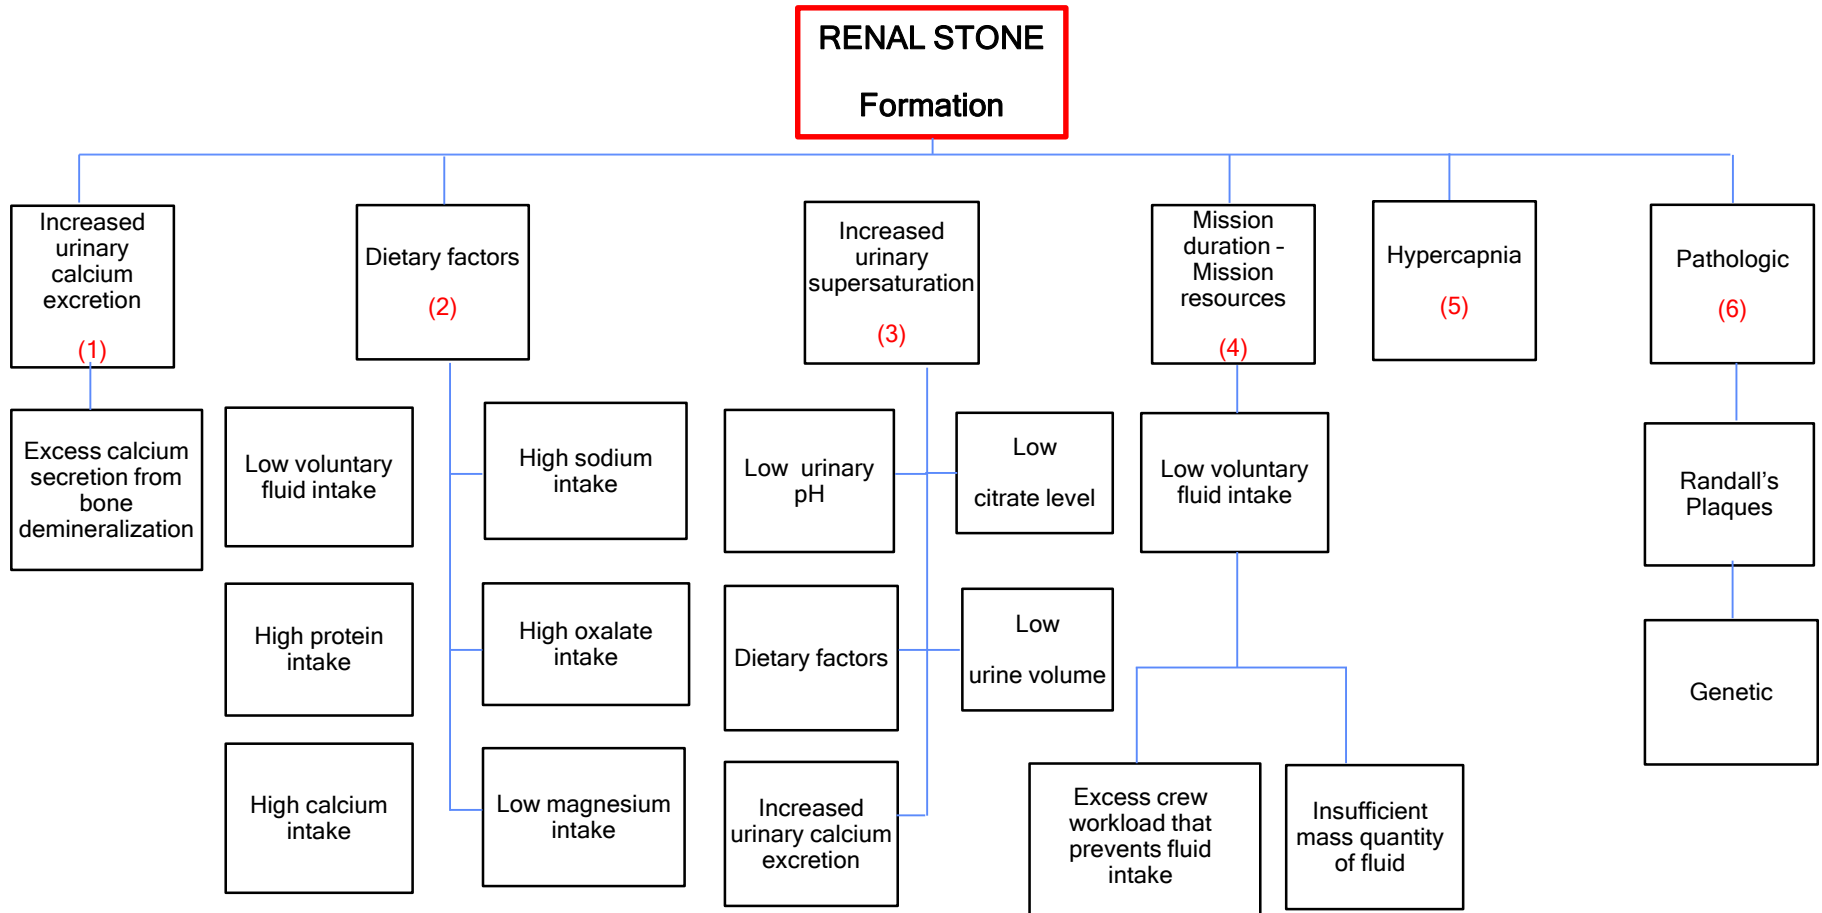 RENAL STONE
Formation
Increased
urinary
calcium
excretion
(1)
Dietary factors
(2)
Increased
urinary
supersaturation
(3)
Mission
duration -
Mission
resources
(4)
Hypercapnia
(5)
Pathologic
(6)
Excess calcium
secretion from
bone
demineralization
Low voluntary
fluid intake
High sodium
intake
High protein
intake
High oxalate
intake
High calcium
intake
Low magnesium
intake
Low urinary
pH
Low
citrate level
Dietary factors
Low
urine volume
Increased
urinary calcium
excretion
Low voluntary
fluid intake
Excess crew
workload that
prevents fluid
intake
Insufficient
mass quantity
of fluid
Randall’s
Plaques
Genetic